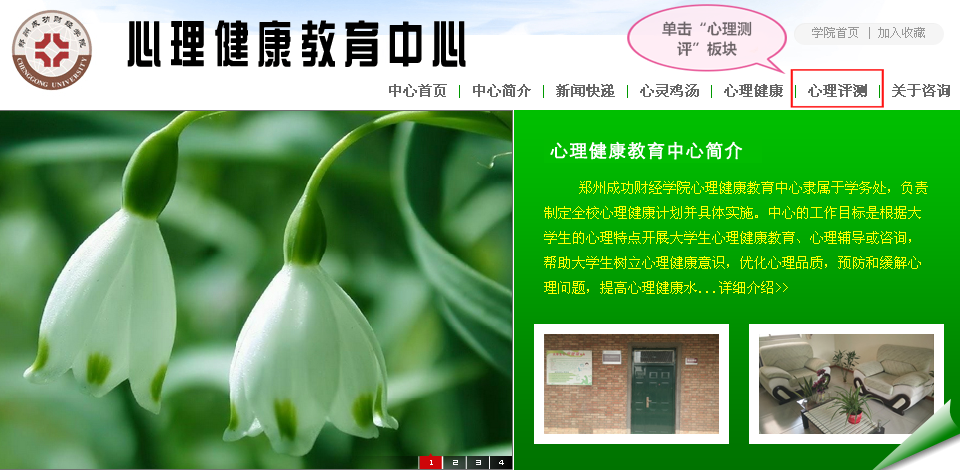 郑州成功财经学院
CHENGGONG UNIVERSITY
心理健康教育中心
单击“心理测
评”板块
学院首页 | 加入收藏
中心首页 | 中心简介 | 新闻快递 | 心灵鸡汤 | 心理健康 | 心理评测 | 关于咨询
心理健康教育中心简介
郑州成功财经学院心理健康教育中心隶属于学务处，负责
制定全校心理健康计划并具体实施。中心的工作目标是根据大
学生的心理特点开展大学生心理健康教育、心理辅导或咨询，
帮助大学生树立心理健康意识，优化心理品质，预防和缓解心
理问题，提高心理健康水...详细介绍>>
1 2 3 4